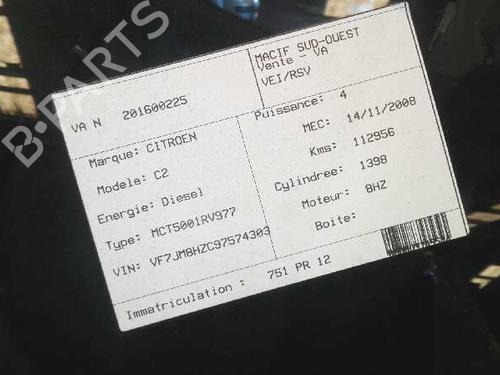 B-PARTS
VA N 201600225
MACIF SUD-OUEST
Vente - VA
VEI/RSV
Marque: CITROEN
Modele: C2
Energie: Diesel
Type: MCT5001RV977
VIN: VF7JM8HZC97574303
Puissance: 4
MEC: 14/11/2008
Kms: 112956
Cylindree: 1398
Moteur: 8HZ
Boite:
Immatriculation : 751 PR 12